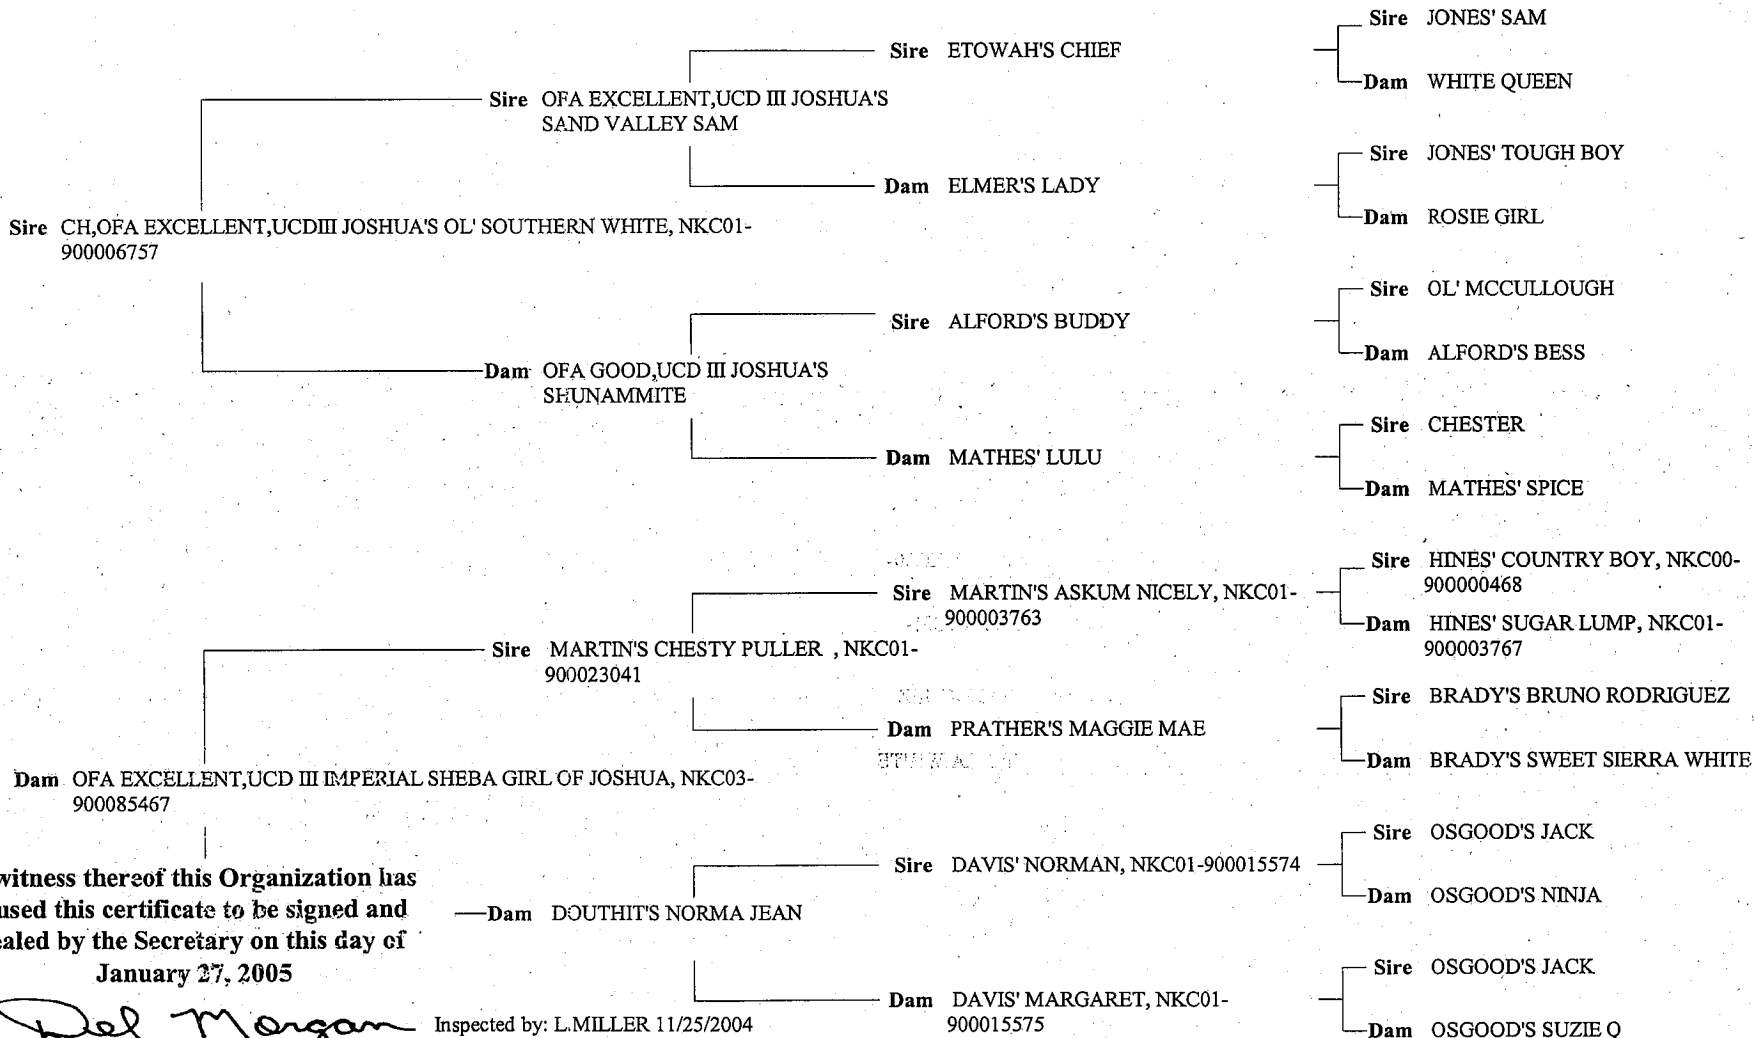 Sire JONES' SAM
Sire ETOWAH'S CHIEF
Dam WHITE QUEEN
Sire OFA EXCELLENT,UCD III JOSHUA'S
SAND VALLEY SAM
Sire JONES' TOUGH BOY
Dam ELMER'S LADY
Dam ROSIE GIRL
Sire CH,OFA EXCELLENT,UCDIII JOSHUA'S OL' SOUTHERN WHITE, NKC01-
900006757
Sire OL' MCCULLOUGH
Sire ALFORD'S BUDDY
Dam ALFORD'S BESS
Dam OFA GOOD,UCD III JOSHUA'S
SHUNAMMITE
Sire CHESTER
Dam MATHES' LULU
Dam MATHES' SPICE
Sire HINES' COUNTRY BOY, NKC00-
900000468
Sire MARTIN'S ASKUM NICELY, NKC01-
900003763
Dam HINES' SUGAR LUMP, NKC01-
900003767
Sire MARTIN'S CHESTY PULLER , NKC01-
900023041
Sire BRADY'S BRUNO RODRIGUEZ
Dam PRATHER'S MAGGIE MAE
Dam BRADY'S SWEET SIERRA WHITE
Dam OFA EXCELLENT,UCD III IMPERIAL SHEBA GIRL OF JOSHUA, NKC03-
900085467
Sire OSGOOD'S JACK
Sire DAVIS' NORMAN, NKC01-900015574
Dam OSGOOD'S NINJA
Dam DOUTHIT'S NORMA JEAN
Sire OSGOOD'S JACK
Dam DAVIS' MARGARET, NKC01-
900015575
Dam OSGOOD'S SUZIE Q
witness thereof this Organization has
used this certificate to be signed and
ealed by the Secretary on this day of
January 27, 2005
Del Morgan
Inspected by: L.MILLER 11/25/2004